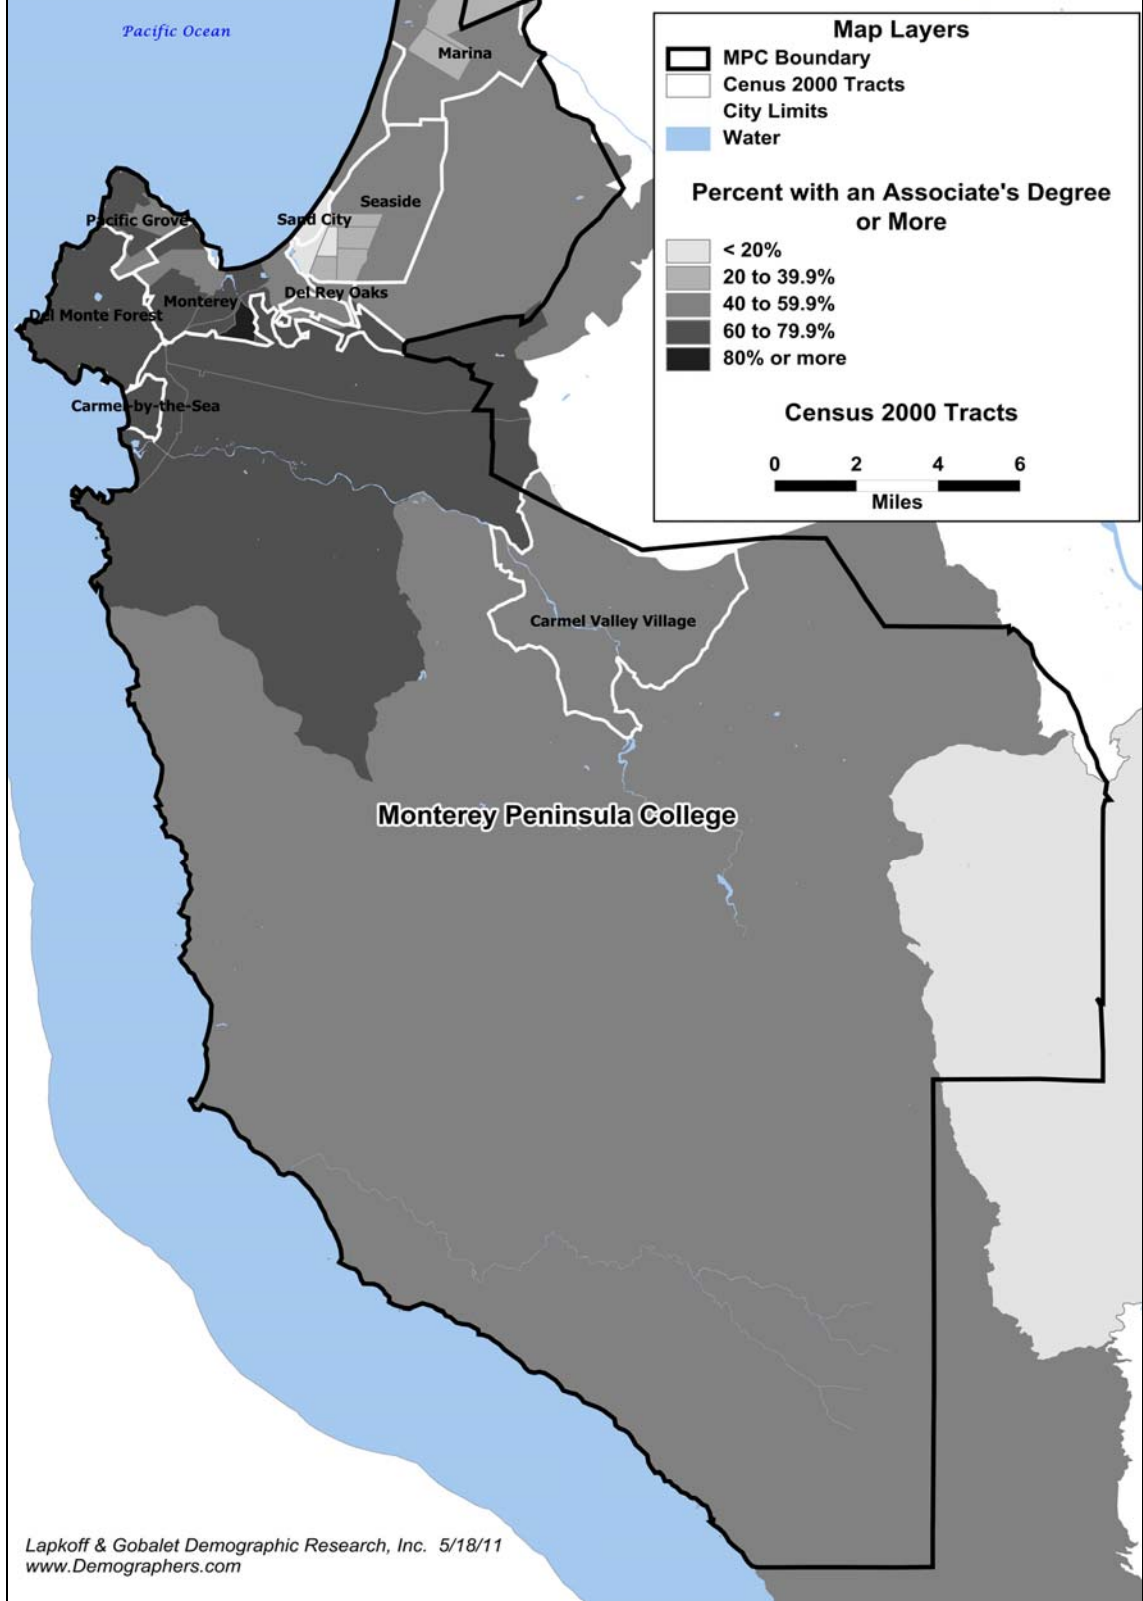 Pacific Ocean
Marina
Seaside
Sand City
Pacific Grove
Del Rey Oaks
Monterey
Del Monte Forest
Carmel-by-the-Sea
Carmel Valley Village
Monterey Peninsula College
Map Layers
MPC Boundary
Cenus 2000 Tracts
City Limits
Water
Percent with an Associate's Degree
or More
< 20%
20 to 39.9%
40 to 59.9%
60 to 79.9%
80% or more
Census 2000 Tracts
0 2 4 6
Miles
Lapkoff & Gobalet Demographic Research, Inc. 5/18/11
www.Demographers.com